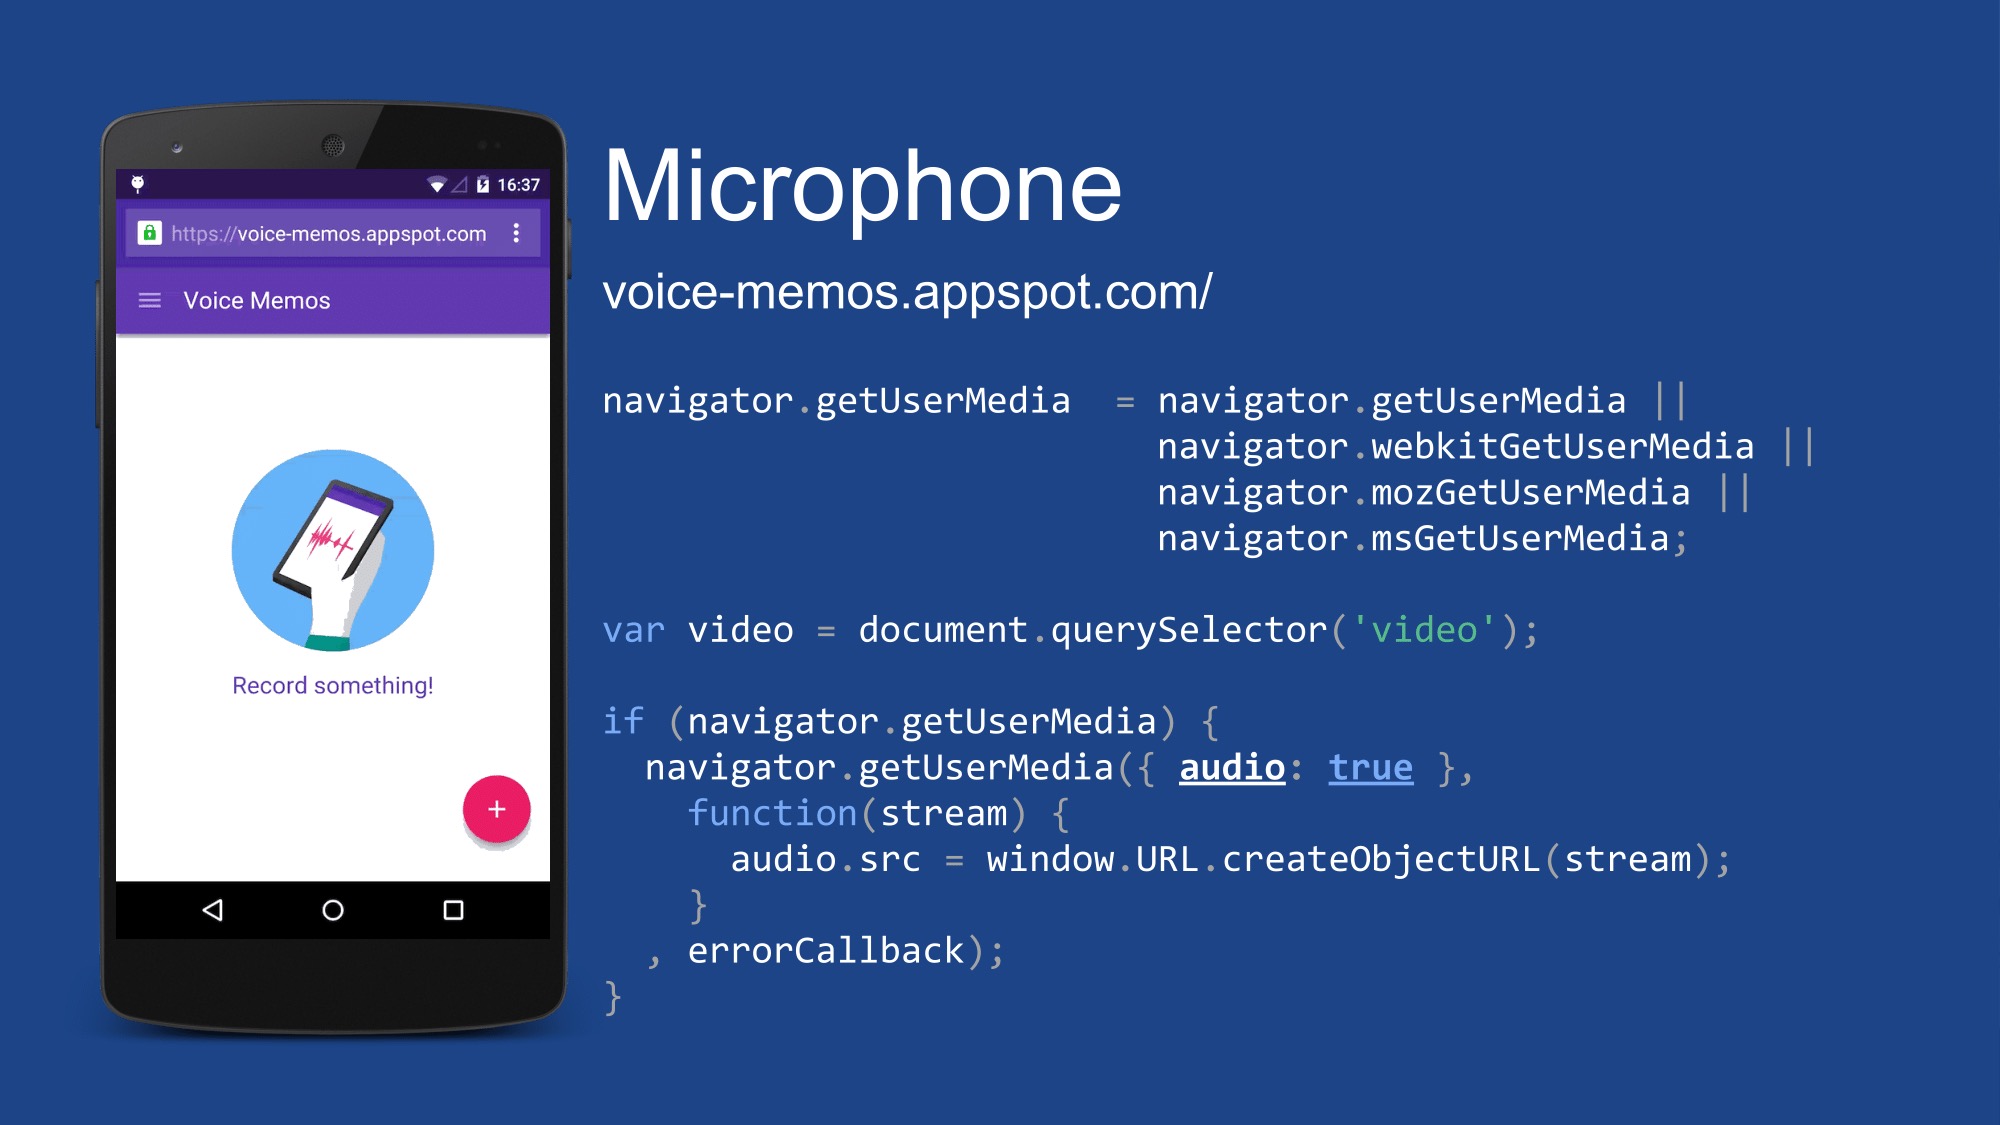 16:37
https://voice-memos.appspot.com
Voice Memos
Record something!
+
Microphone
voice-memos.appspot.com/
navigator.getUserMedia  = navigator.getUserMedia ||
                          navigator.webkitGetUserMedia ||
                          navigator.mozGetUserMedia ||
                          navigator.msGetUserMedia;
var video = document.querySelector('video');
if (navigator.getUserMedia) {
  navigator.getUserMedia({ audio: true },
    function(stream) {
      audio.src = window.URL.createObjectURL(stream);
    }
  , errorCallback);
}